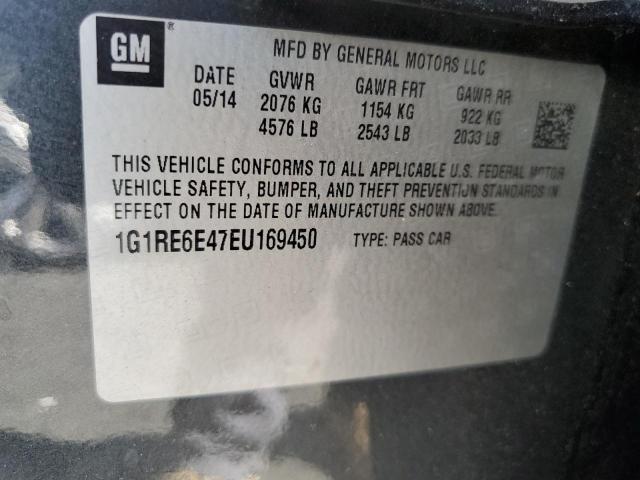 GM ®
MFD BY GENERAL MOTORS LLC
DATE GVWR GAWR FRT GAWR RR
05/14 2076 KG 1154 KG 922 KG
4576 LB 2543 LB 2033 LB
THIS VEHICLE CONFORMS TO ALL APPLICABLE U.S. FEDERAL MOTOR
VEHICLE SAFETY, BUMPER, AND THEFT PREVENTION STANDARDS IN
EFFECT ON THE DATE OF MANUFACTURE SHOWN ABOVE.
1G1RE6E47EU169450 TYPE: PASS CAR